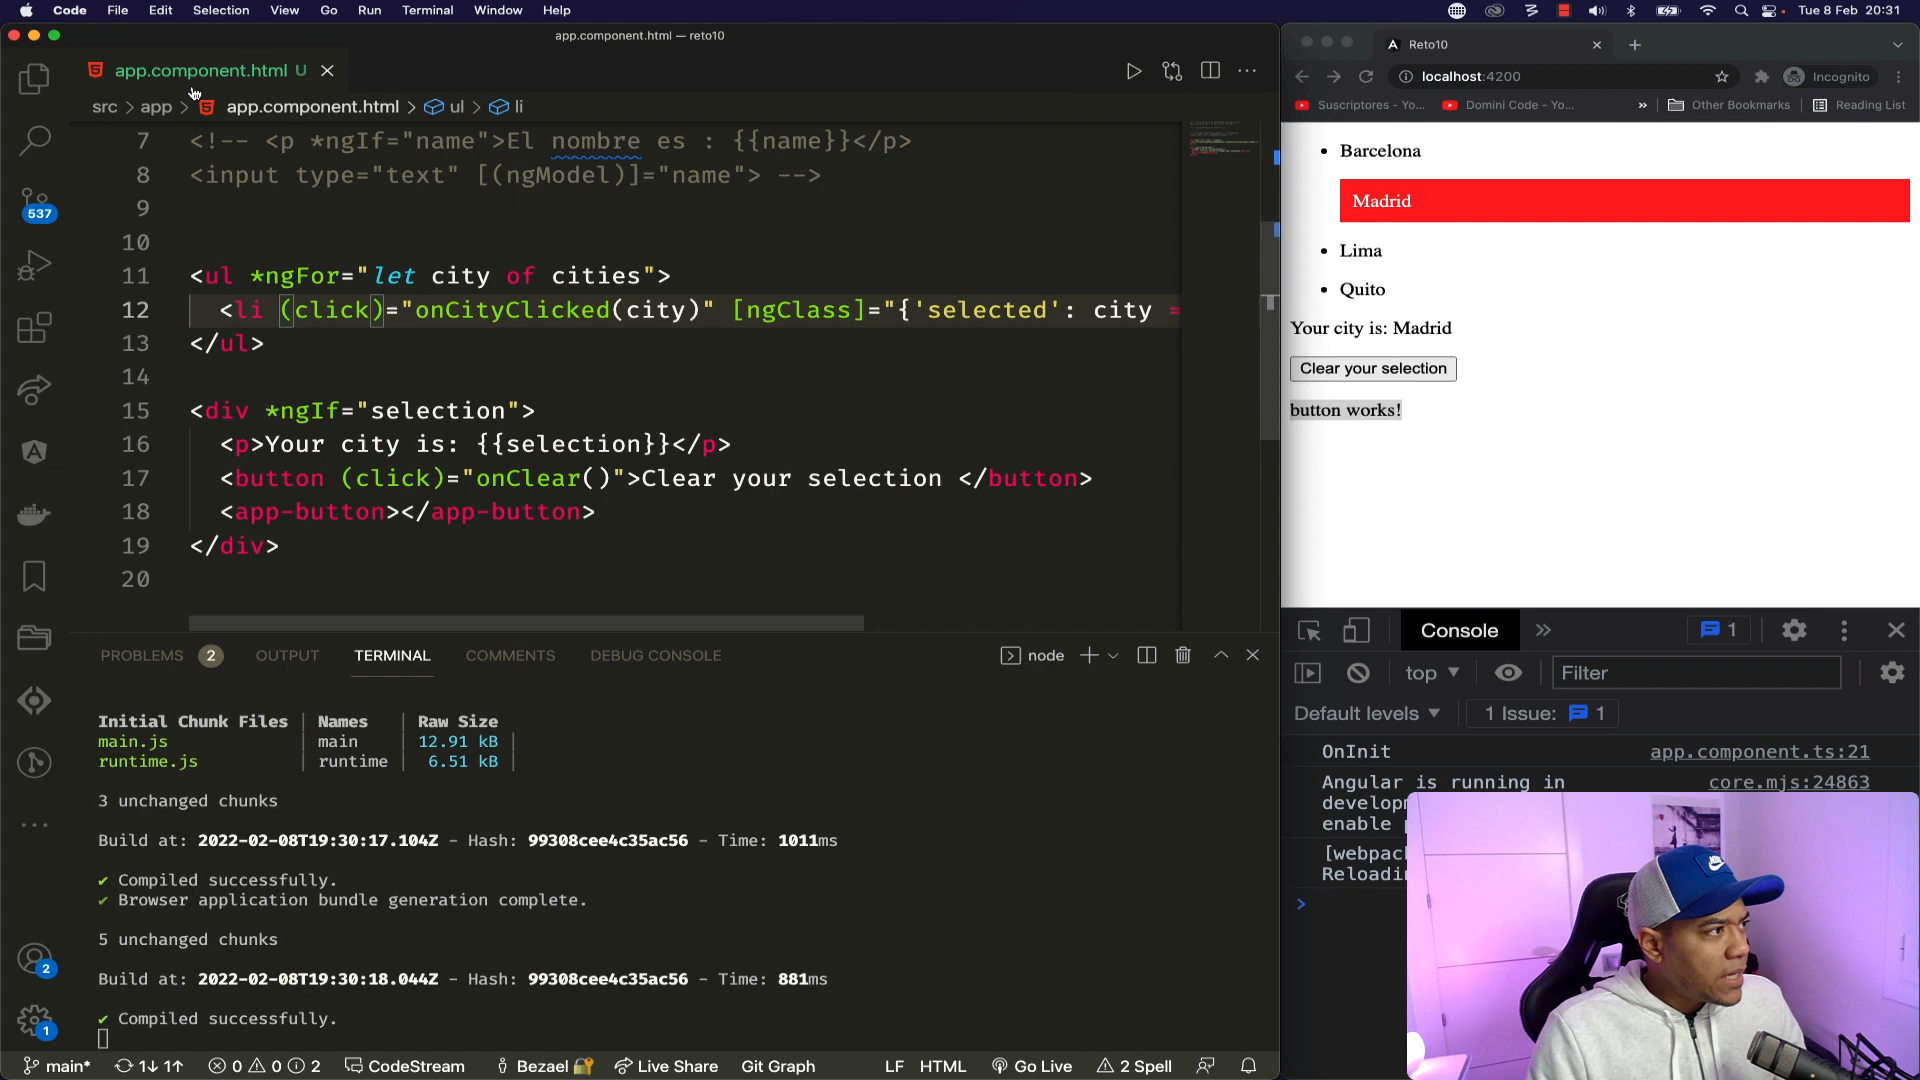 Code File Edit Selection View Go Run Terminal Window Help Tue 8 Feb 20:31
app.component.html — reto10
app.component.html U
src > app > app.component.html > ul > li
7 <!-- <p *ngIf="name">El nombre es : {{name}}</p>
8 <input type="text" [(ngModel)]="name"> -->
9
10
11 <ul *ngFor="let city of cities">
12 <li (click)="onCityClicked(city)" [ngClass]="{'selected': city =
13 </ul>
14
15 <div *ngIf="selection">
16 <p>Your city is: {{selection}}</p>
17 <button (click)="onClear()">Clear your selection </button>
18 <app-button></app-button>
19 </div>
20
537
PROBLEMS 2 OUTPUT TERMINAL COMMENTS DEBUG CONSOLE node
Initial Chunk Files | Names | Raw Size
main.js | main | 12.91 kB |
runtime.js | runtime | 6.51 kB |
3 unchanged chunks
Build at: 2022-02-08T19:30:17.104Z - Hash: 99308cee4c35ac56 - Time: 1011ms
✔ Compiled successfully.
✔ Browser application bundle generation complete.
5 unchanged chunks
Build at: 2022-02-08T19:30:18.044Z - Hash: 99308cee4c35ac56 - Time: 881ms
✔ Compiled successfully.
2
1
main* 1↓ 1↑ 0 0 2 CodeStream Bezael Live Share Git Graph LF HTML Go Live 2 Spell
Reto10
localhost:4200 Incognito
Suscriptores - Yo... Domini Code - Yo... » Other Bookmarks Reading List
• Barcelona
Madrid
• Lima
• Quito
Your city is: Madrid
Clear your selection
button works!
Console » 1
top Filter
Default levels 1 Issue: 1
OnInit app.component.ts:21
Angular is running in core.mjs:24863
developm
enable
[webpac
Reloadi
>